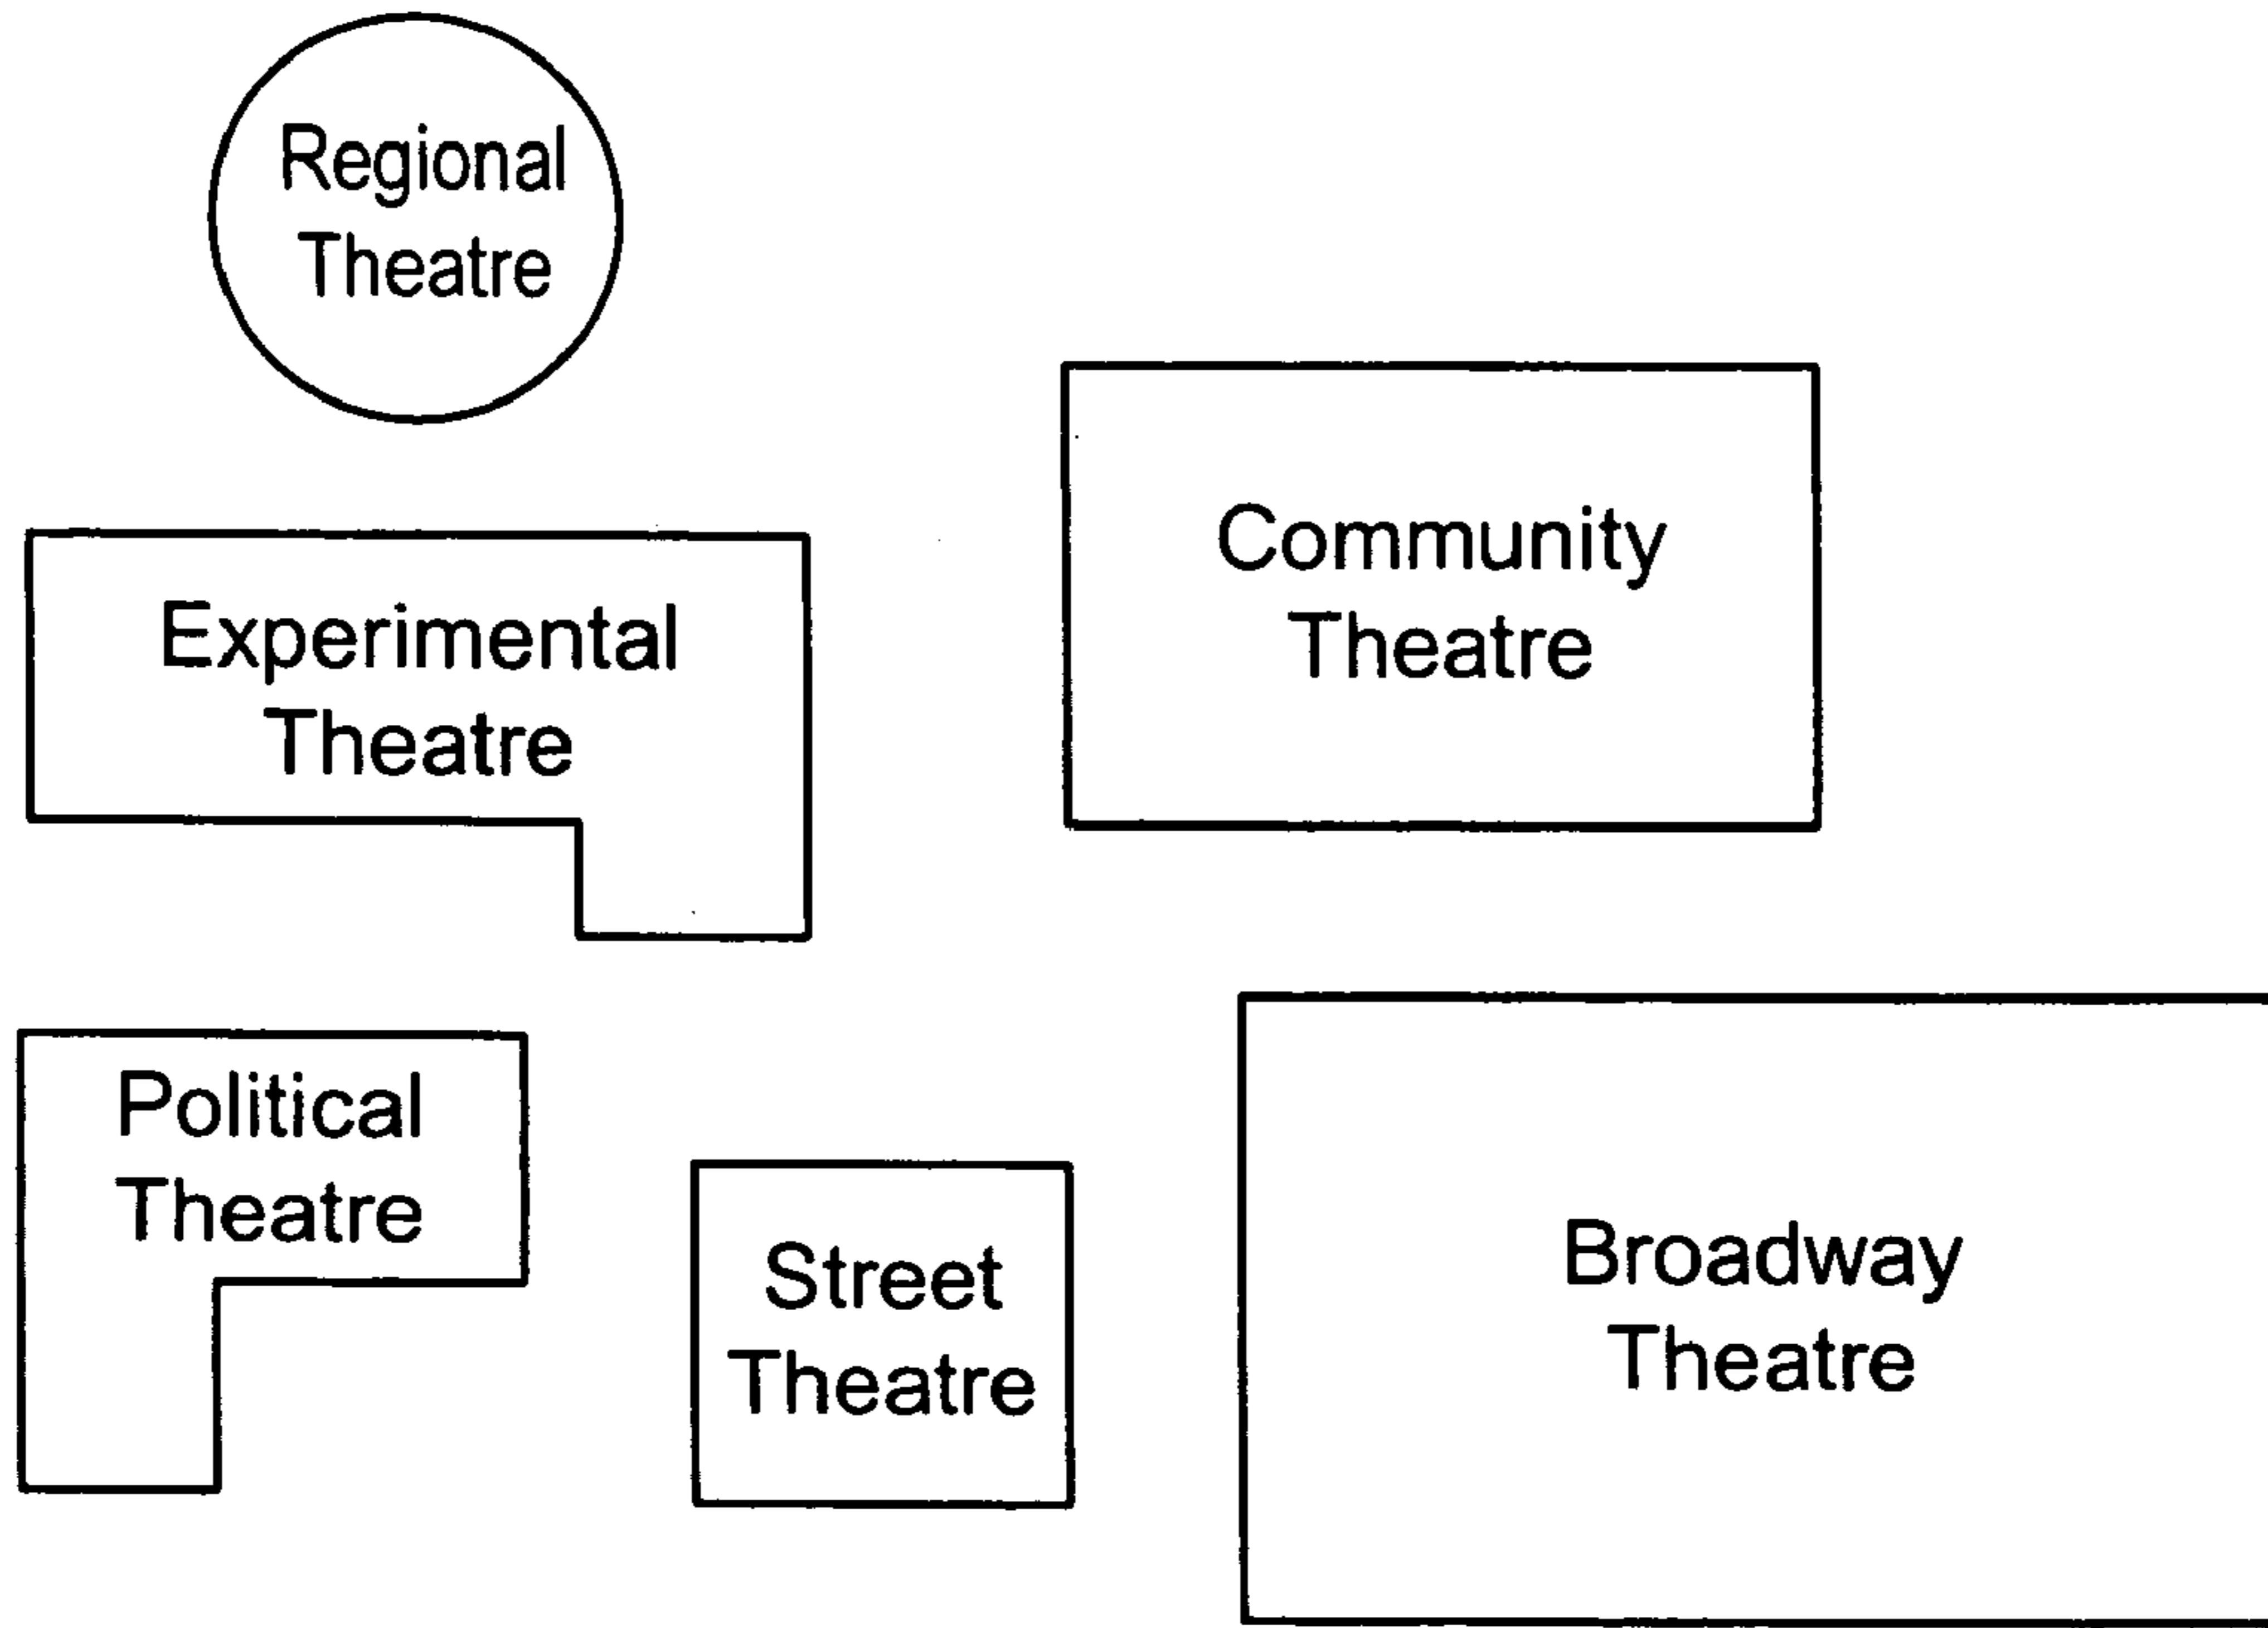 Regional
Theatre
Community
Theatre
Experimental
Theatre
Political
Theatre
Street
Theatre
Broadway
Theatre